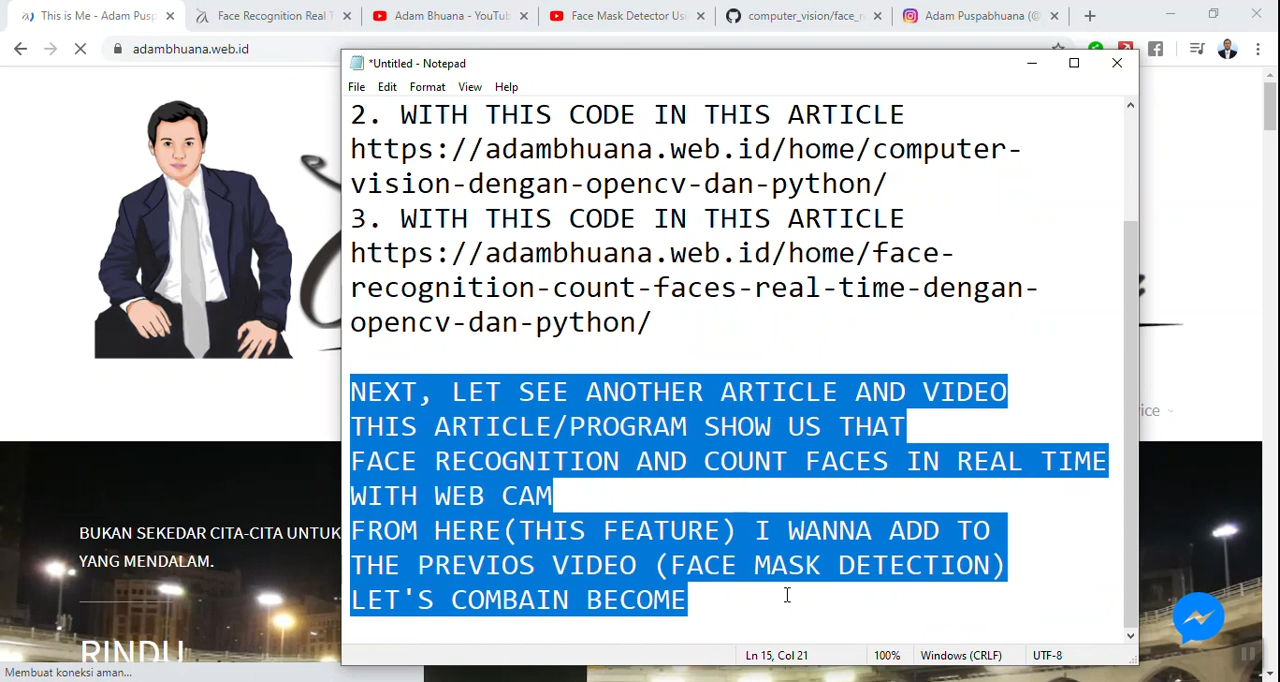 This is Me - Adam Pusp
Face Recognition Real T
Adam Bhuana - YouTub
Face Mask Detector Us
computer_vision/face_r
Adam Puspabhuana (@
adambhuana.web.id
*Untitled - Notepad
File Edit Format View Help
2. WITH THIS CODE IN THIS ARTICLE
https://adambhuana.web.id/home/computer-
vision-dengan-opencv-dan-python/
3. WITH THIS CODE IN THIS ARTICLE
https://adambhuana.web.id/home/face-
recognition-count-faces-real-time-dengan-
opencv-dan-python/
NEXT, LET SEE ANOTHER ARTICLE AND VIDEO
THIS ARTICLE/PROGRAM SHOW US THAT
FACE RECOGNITION AND COUNT FACES IN REAL TIME
WITH WEB CAM
FROM HERE(THIS FEATURE) I WANNA ADD TO
THE PREVIOS VIDEO (FACE MASK DETECTION)
LET'S COMBAIN BECOME
Ln 15, Col 21 100% Windows (CRLF) UTF-8
BUKAN SEKEDAR CITA-CITA UNTUK
YANG MENDALAM.
RINDU
Membuat koneksi aman...